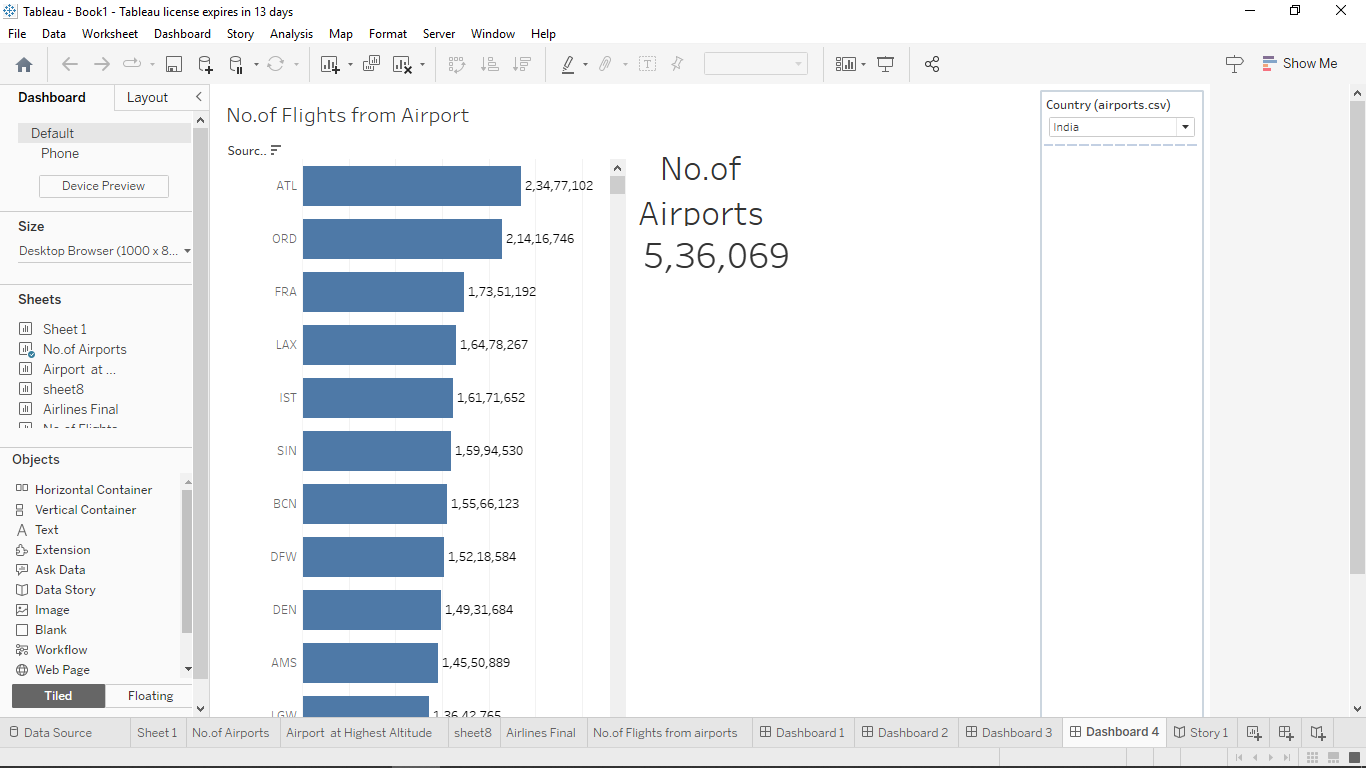 Tableau - Book1 - Tableau license expires in 13 days
File Data Worksheet Dashboard Story Analysis Map Format Server Window Help
Show Me
Dashboard Layout
Default
Phone
Device Preview
Size
Desktop Browser (1000 x 8...
Sheets
Sheet 1
No.of Airports
Airport at ...
sheet8
Airlines Final
No.of Flights
Objects
Horizontal Container
Vertical Container
Text
Extension
Ask Data
Data Story
Image
Blank
Workflow
Web Page
Tiled Floating
No.of Flights from Airport
Sourc..
ATL 2,34,77,102
ORD 2,14,16,746
FRA 1,73,51,192
LAX 1,64,78,267
IST 1,61,71,652
SIN 1,59,94,530
BCN 1,55,66,123
DFW 1,52,18,584
DEN 1,49,31,684
AMS 1,45,50,889
LGW 1,36,42,765
No.of
Airports
5,36,069
Country (airports.csv)
India
Data Source Sheet 1 No.of Airports Airport at Highest Altitude sheet8 Airlines Final No.of Flights from airports Dashboard 1 Dashboard 2 Dashboard 3 Dashboard 4 Story 1